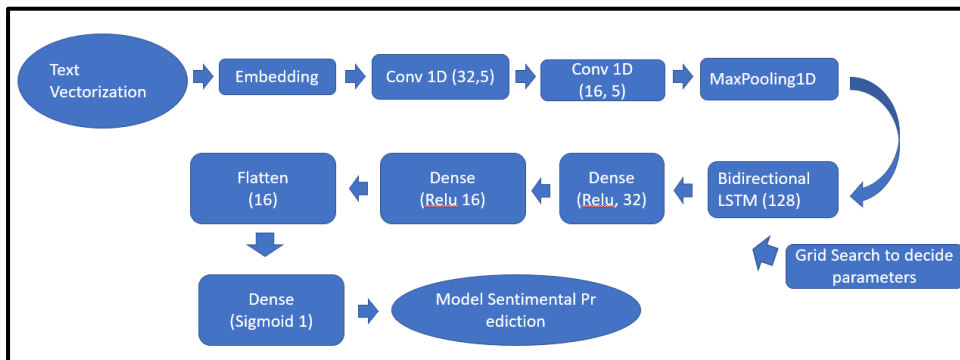 Text
Vectorization
Embedding
Conv 1D (32,5)
Conv 1D
(16, 5)
MaxPooling1D
Bidirectional
LSTM (128)
Grid Search to decide
parameters
Dense
(Relu, 32)
Dense
(Relu 16)
Flatten
(16)
Dense
(Sigmoid 1)
Model Sentimental Pr
ediction